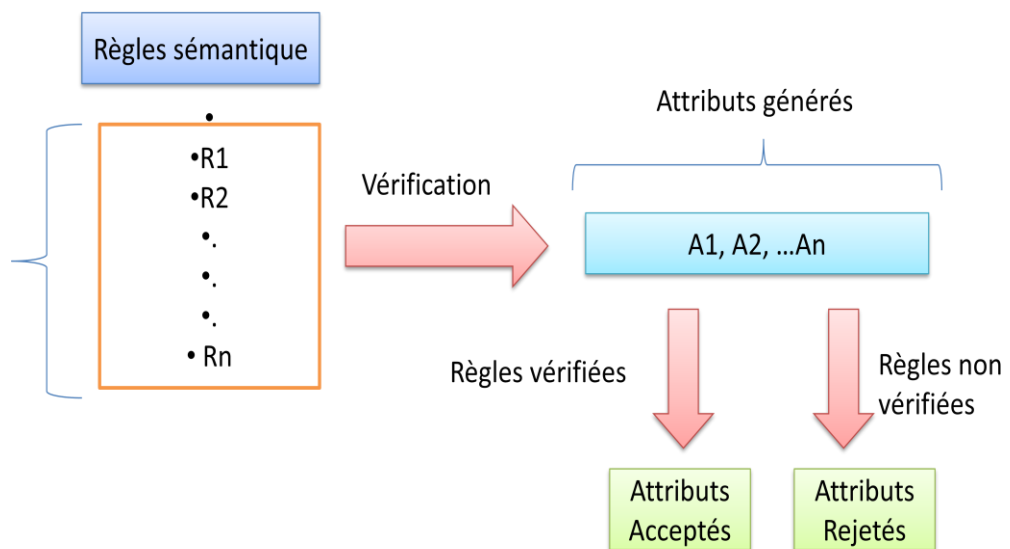 Règles sémantique
•
•R1
•R2
•.
•.
•.
• Rn
Vérification
Attributs générés
A1, A2, ...An
Règles vérifiées
Règles non
vérifiées
Attributs
Acceptés
Attributs
Rejetés